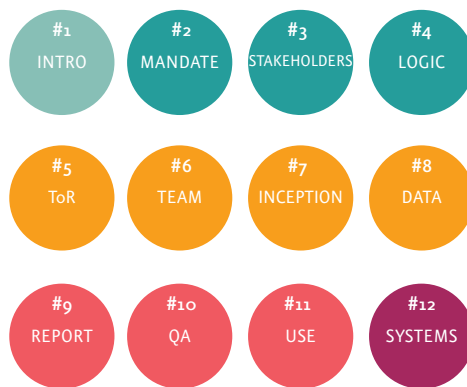 #1
INTRO
#2
MANDATE
#3
STAKEHOLDERS
#4
LOGIC
#5
ToR
#6
TEAM
#7
INCEPTION
#8
DATA
#9
REPORT
#10
QA
#11
USE
#12
SYSTEMS